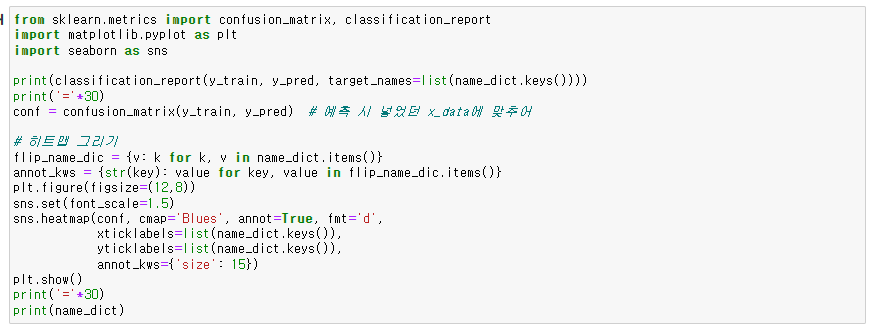 from sklearn.metrics import confusion_matrix, classification_report
import matplotlib.pyplot as plt
import seaborn as sns

print(classification_report(y_train, y_pred, target_names=list(name_dict.keys())))
print('='*30)
conf = confusion_matrix(y_train, y_pred)  # 예측 시 넣었던 x_data에 맞추어

# 히트맵 그리기
flip_name_dic = {v: k for k, v in name_dict.items()}
annot_kws = {str(key): value for key, value in flip_name_dic.items()}
plt.figure(figsize=(12,8))
sns.set(font_scale=1.5)
sns.heatmap(conf, cmap='Blues', annot=True, fmt='d',
            xticklabels=list(name_dict.keys()),
            yticklabels=list(name_dict.keys()),
            annot_kws={'size': 15})
plt.show()
print('='*30)
print(name_dict)